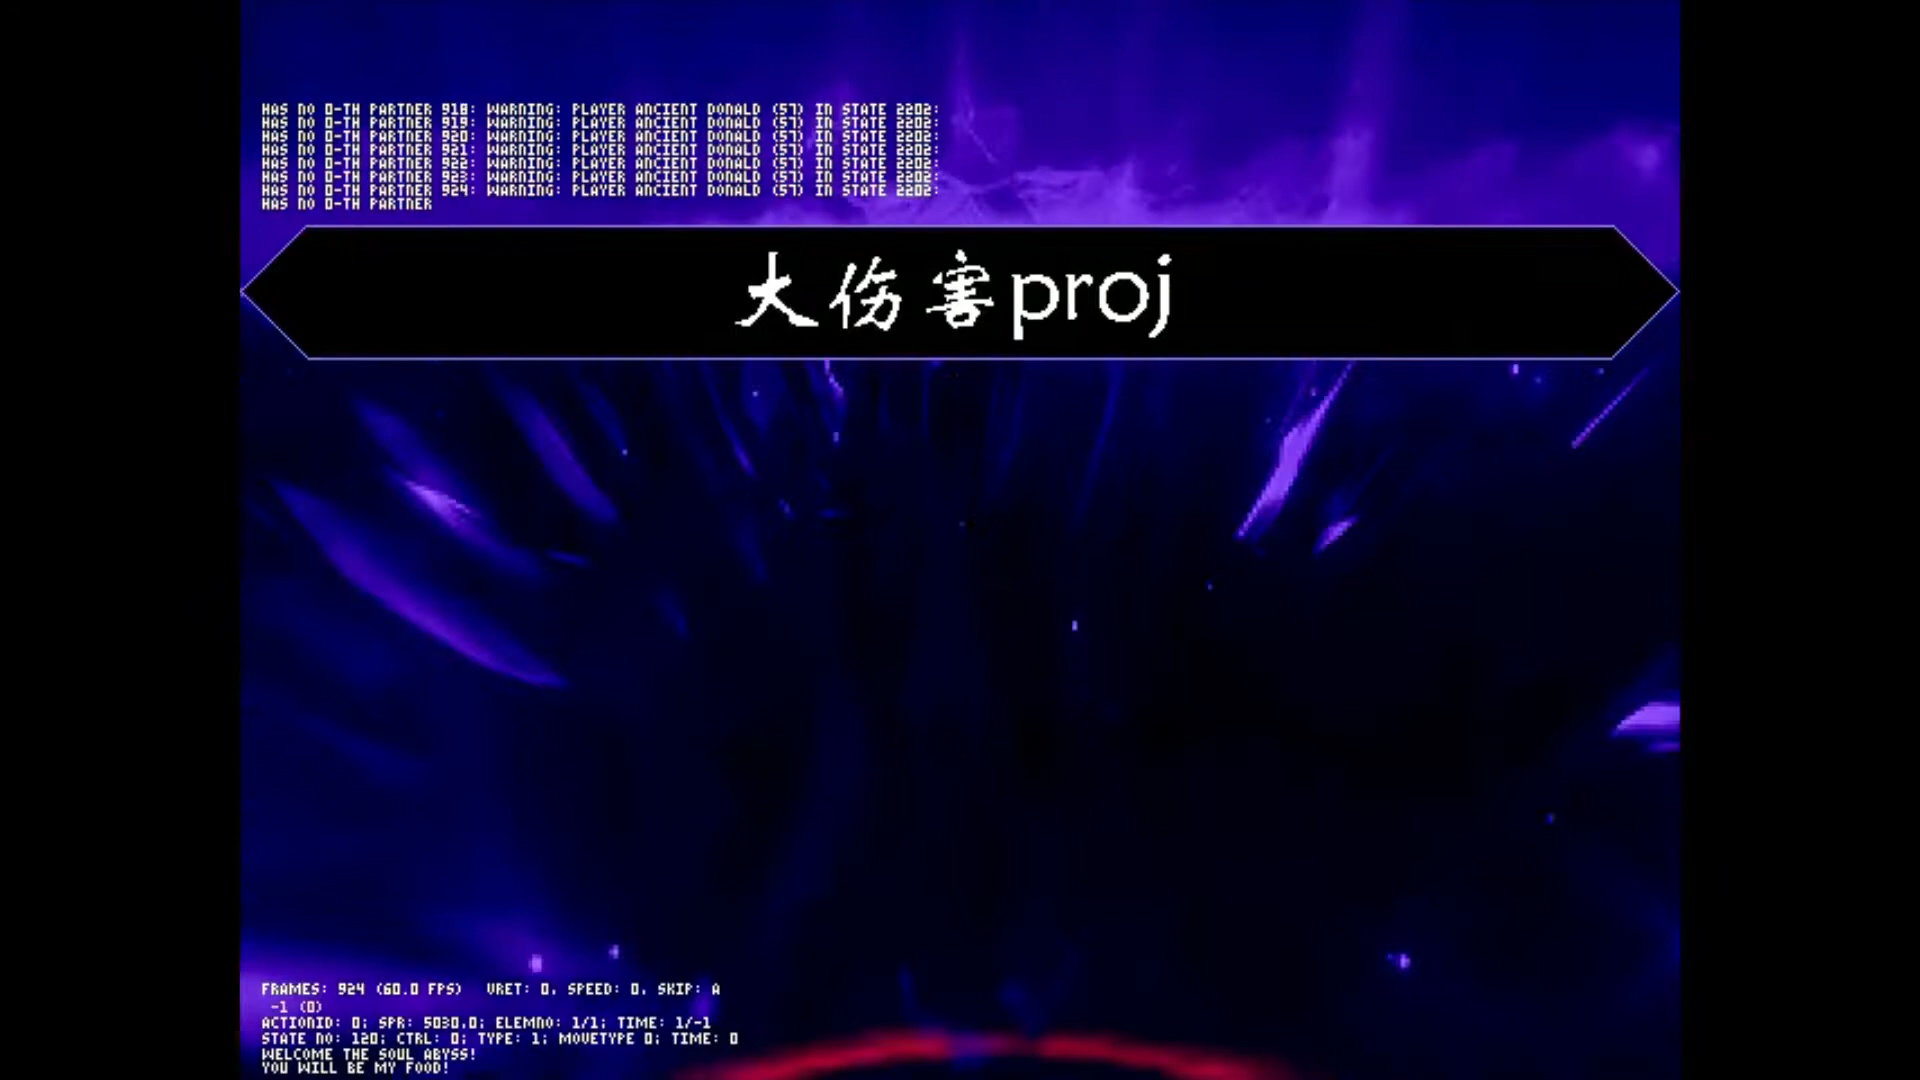 HAS NO 0-TH PARTNER 918: WARNING: PLAYER ANCIENT DONALD (57) IN STATE 2202:
HAS NO 0-TH PARTNER 919: WARNING: PLAYER ANCIENT DONALD (57) IN STATE 2202:
HAS NO 0-TH PARTNER 920: WARNING: PLAYER ANCIENT DONALD (57) IN STATE 2202:
HAS NO 0-TH PARTNER 921: WARNING: PLAYER ANCIENT DONALD (57) IN STATE 2202:
HAS NO 0-TH PARTNER 922: WARNING: PLAYER ANCIENT DONALD (57) IN STATE 2202:
HAS NO 0-TH PARTNER 923: WARNING: PLAYER ANCIENT DONALD (57) IN STATE 2202:
HAS NO 0-TH PARTNER 924: WARNING: PLAYER ANCIENT DONALD (57) IN STATE 2202:
HAS NO 0-TH PARTNER
大伤害proj
FRAMES: 924 (60.0 FPS) VRET: 0. SPEED: 0. SKIP: A
-1 (0)
ACTIONID: 0; SPR: 5030.0; ELEMNO: 1/1; TIME: 1/-1
STATE NO: 120; CTRL: 0; TYPE: 1; MOVETYPE 0; TIME: 0
WELCOME THE SOUL ABYSS!
YOU WILL BE MY FOOD!